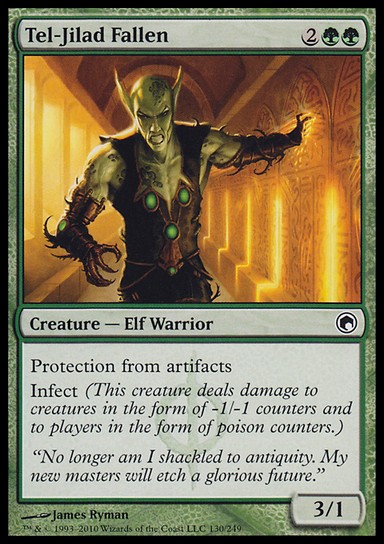 Tel-Jilad Fallen 2
Creature — Elf Warrior
Protection from artifacts
Infect (This creature deals damage to
creatures in the form of -1/-1 counters and
to players in the form of poison counters.)
“No longer am I shackled to antiquity. My
new masters will etch a glorious future.”
3/1
James Ryman
™ & © 1993–2010 Wizards of the Coast LLC 130/249